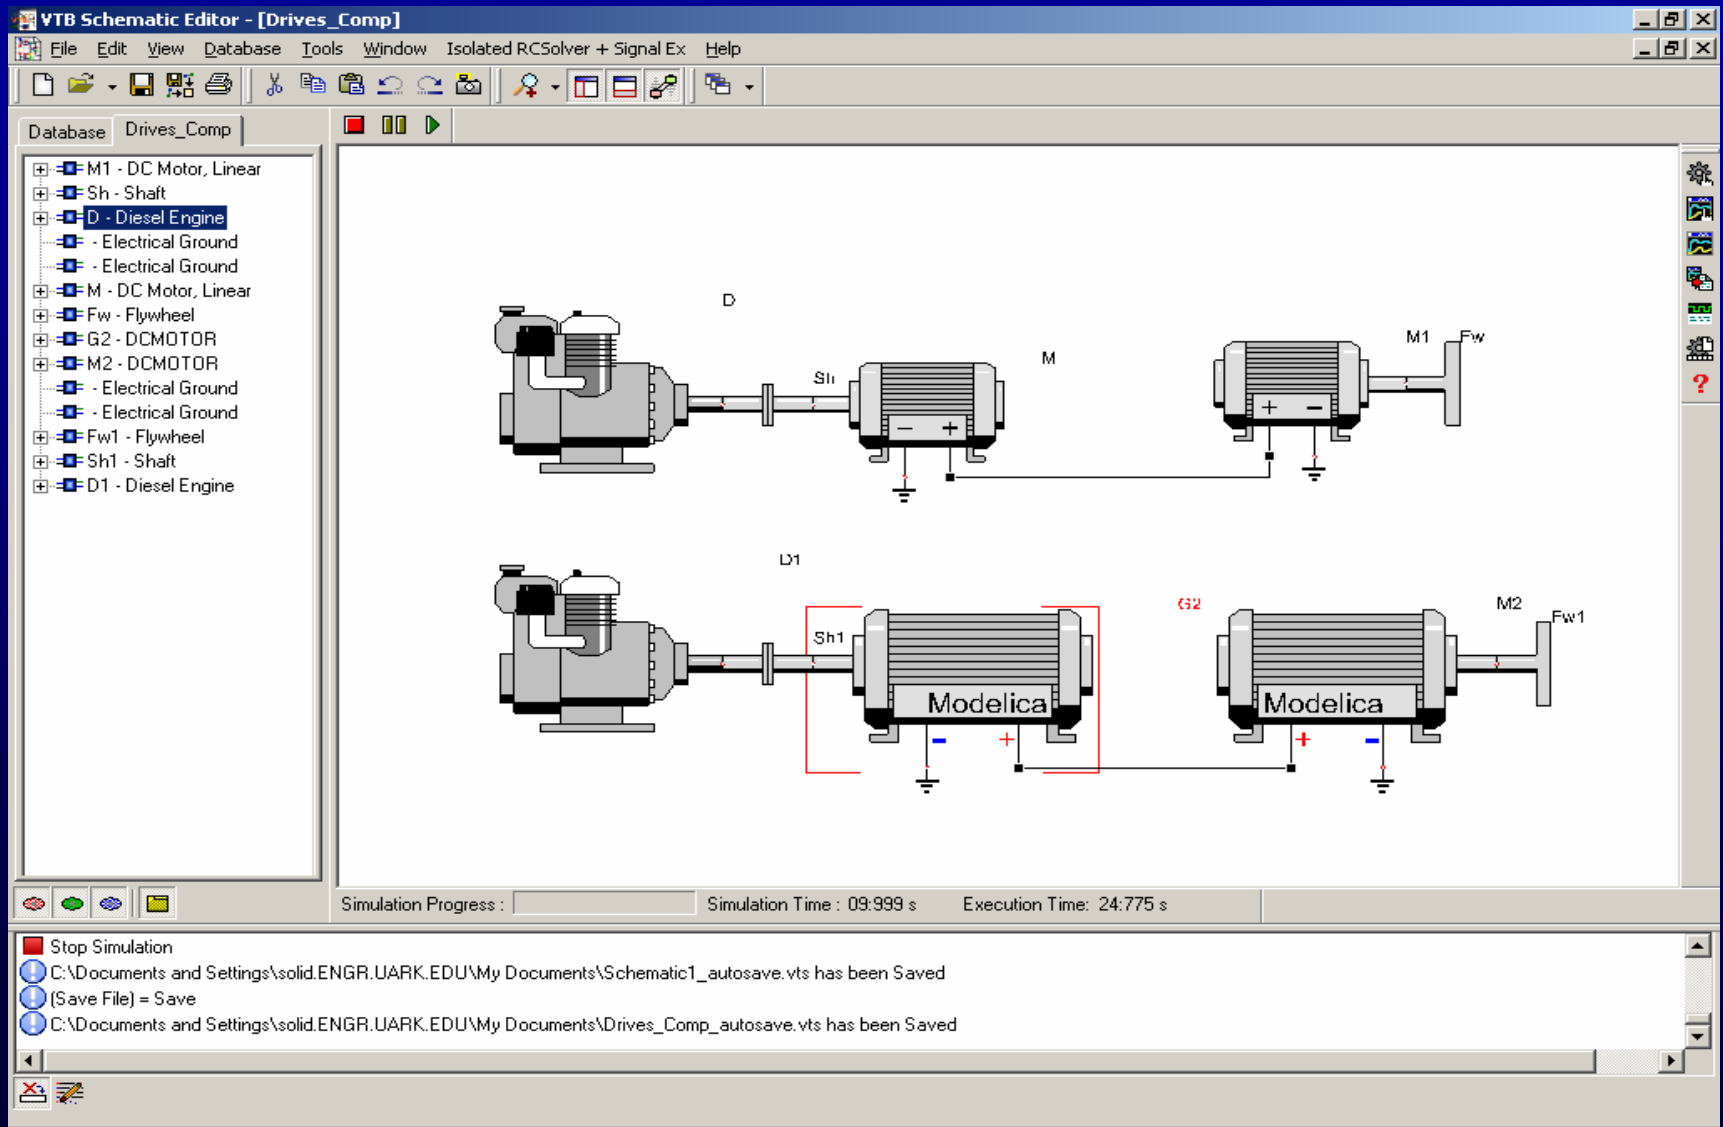 VTB Schematic Editor - [Drives_Comp]
File Edit View Database Tools Window Isolated RCSolver + Signal Ex Help
Database Drives_Comp
M1 - DC Motor, Linear
Sh - Shaft
D - Diesel Engine
- Electrical Ground
- Electrical Ground
M - DC Motor, Linear
Fw - Flywheel
G2 - DCMOTOR
M2 - DCMOTOR
- Electrical Ground
- Electrical Ground
Fw1 - Flywheel
Sh1 - Shaft
D1 - Diesel Engine
D
Sh
M
M1 Fw
− +
+ −
D1
Sh1
G2
M2
Fw1
Modelica
Modelica
− +
+ −
Simulation Progress : Simulation Time : 09:999 s Execution Time: 24:775 s
Stop Simulation
C:\Documents and Settings\solid.ENGR.UARK.EDU\My Documents\Schematic1_autosave.vts has been Saved
(Save File) = Save
C:\Documents and Settings\solid.ENGR.UARK.EDU\My Documents\Drives_Comp_autosave.vts has been Saved